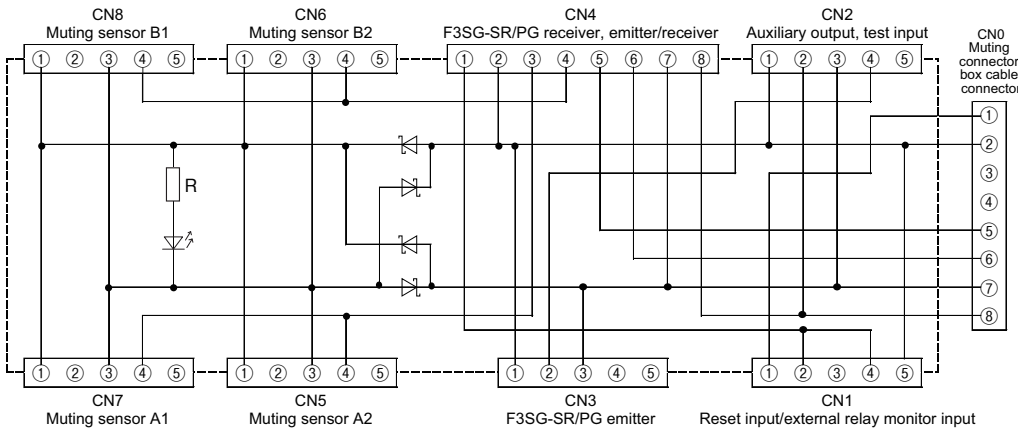 CN8
Muting sensor B1
CN6
Muting sensor B2
CN4
F3SG-SR/PG receiver, emitter/receiver
CN2
Auxiliary output, test input
CN0
Muting
connector
box cable
connector
① ② ③ ④ ⑤
① ② ③ ④ ⑤
① ② ③ ④ ⑤ ⑥ ⑦ ⑧
① ② ③ ④ ⑤
①
②
③
④
⑤
⑥
⑦
⑧
R
① ② ③ ④ ⑤
① ② ③ ④ ⑤
① ② ③ ④ ⑤
① ② ③ ④ ⑤
CN7
Muting sensor A1
CN5
Muting sensor A2
CN3
F3SG-SR/PG emitter
CN1
Reset input/external relay monitor input